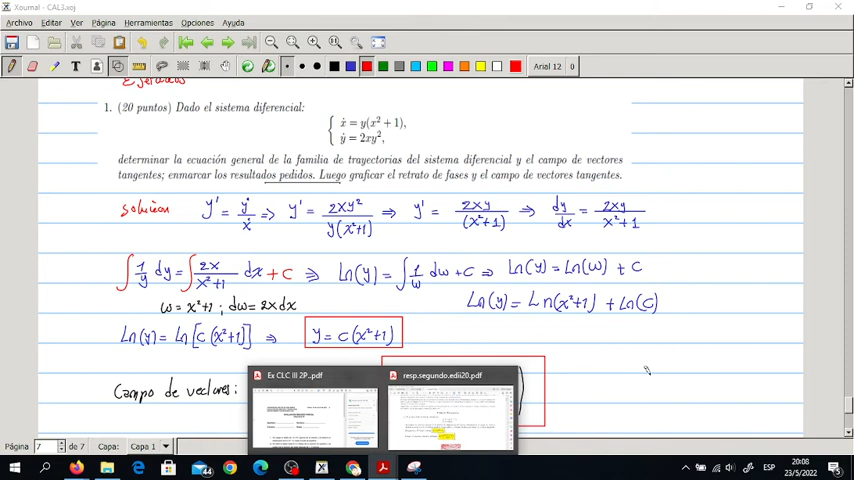 Xournal - CAL3.xoj
Archivo Editar Ver Página Herramientas Opciones Ayuda
Arial 12 0
Ejercicios
1. (20 puntos) Dado el sistema diferencial:
ẋ = y(x² + 1),
ẏ = 2xy²,
determinar la ecuación general de la familia de trayectorias del sistema diferencial y el campo de vectores
tangentes; enmarcar los resultados pedidos. Luego graficar el retrato de fases y el campo de vectores tangentes.
solución y' = ẏ/ẋ ⇒ y' = 2xy²/y(x²+1) ⇒ y' = 2xy/(x²+1) ⇒ dy/dx = 2xy/x²+1
∫ 1/y dy = ∫ 2x/x²+1 dx + C ⇒ Ln(y) = ∫ 1/w dw + C ⇒ Ln(y) = Ln(w) + C
w = x²+1 ; dw = 2x dx Ln(y) = Ln(x²+1) + Ln(C)
Ln(y) = Ln[C(x²+1)] ⇒ y = C(x²+1)
Campo de vectores:
Ex CLC III 2P..pdf
resp.segundo.edii20.pdf
Página 7 de 7 Capa: Capa 1
44
ESP
20:08
23/5/2022
5